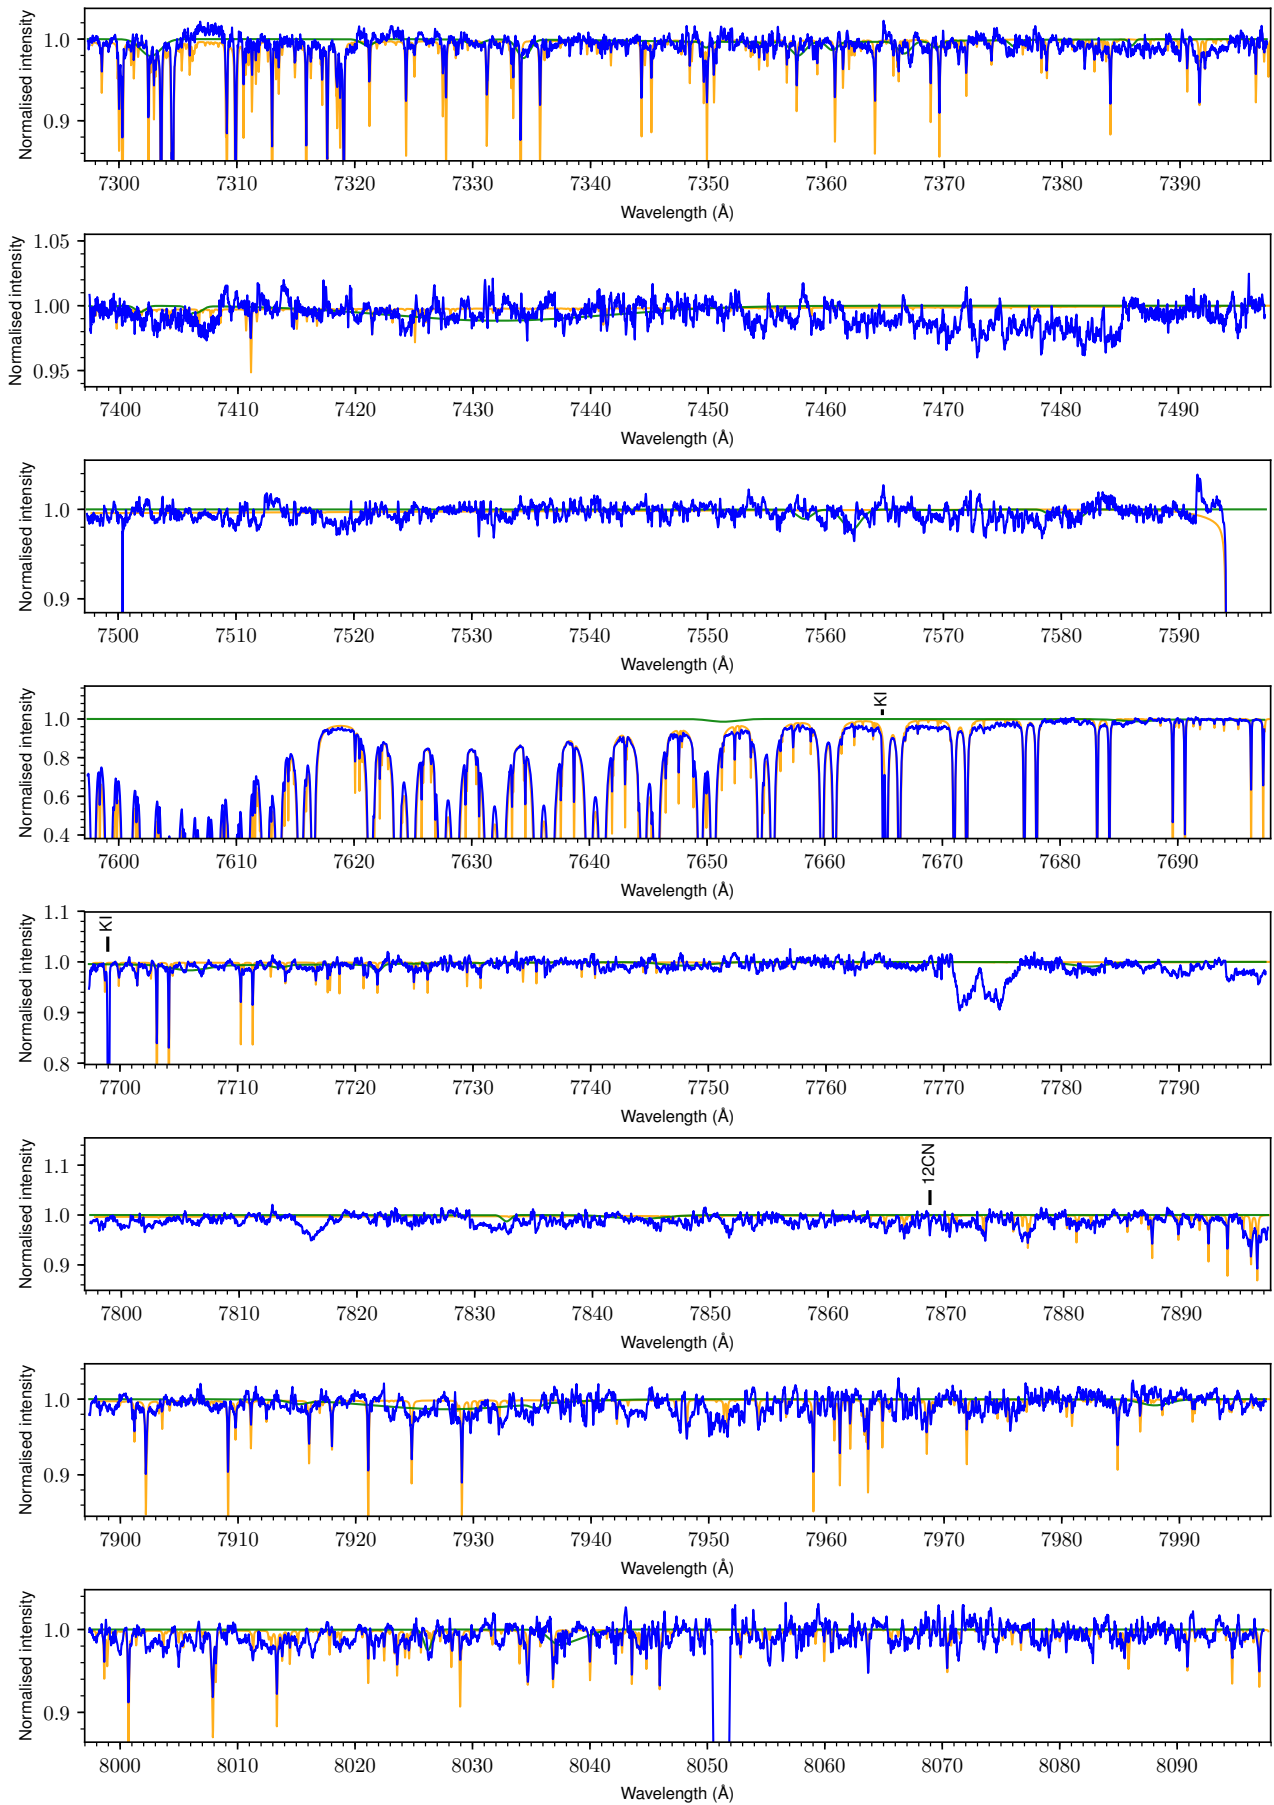 Normalised intensity
1.0
0.9
7300 7310 7320 7330 7340 7350 7360 7370 7380 7390
Wavelength (Å)
Normalised intensity
1.05
1.00
0.95
7400 7410 7420 7430 7440 7450 7460 7470 7480 7490
Wavelength (Å)
Normalised intensity
1.0
0.9
7500 7510 7520 7530 7540 7550 7560 7570 7580 7590
Wavelength (Å)
Normalised intensity
KI
1.0
0.8
0.6
0.4
7600 7610 7620 7630 7640 7650 7660 7670 7680 7690
Wavelength (Å)
Normalised intensity
KI
1.1
1.0
0.9
0.8
7700 7710 7720 7730 7740 7750 7760 7770 7780 7790
Wavelength (Å)
Normalised intensity
12CN
1.1
1.0
0.9
7800 7810 7820 7830 7840 7850 7860 7870 7880 7890
Wavelength (Å)
Normalised intensity
1.0
0.9
7900 7910 7920 7930 7940 7950 7960 7970 7980 7990
Wavelength (Å)
Normalised intensity
1.0
0.9
8000 8010 8020 8030 8040 8050 8060 8070 8080 8090
Wavelength (Å)